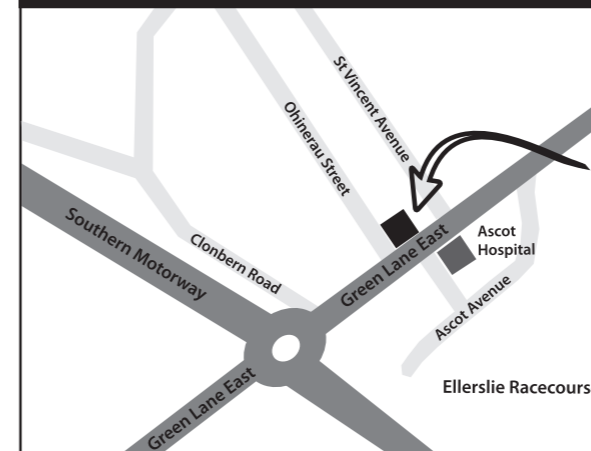 St Vincent Avenue
Ohinerau Street
Southern Motorway
Clonbern Road
Green Lane East
Ascot
Hospital
Ascot Avenue
Ellerslie Racecours
Green Lane East